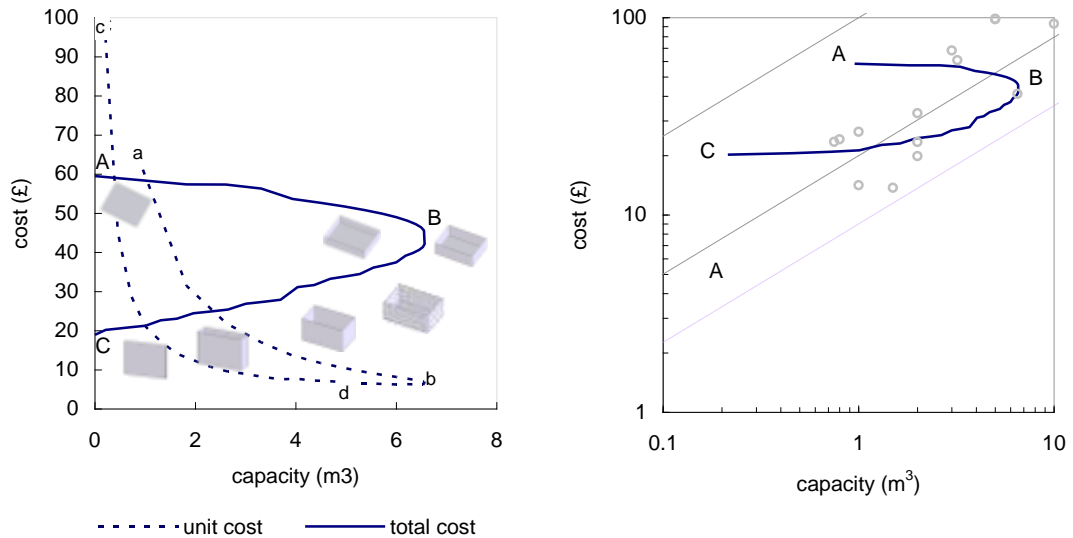 100
90
80
70
60
50
40
30
20
10
0
cost (£)
c
A
a
B
C
d
b
0 2 4 6 8
capacity (m3)
unit cost total cost
100
10
1
cost (£)
A
B
C
A
0.1 1 10
capacity (m³)